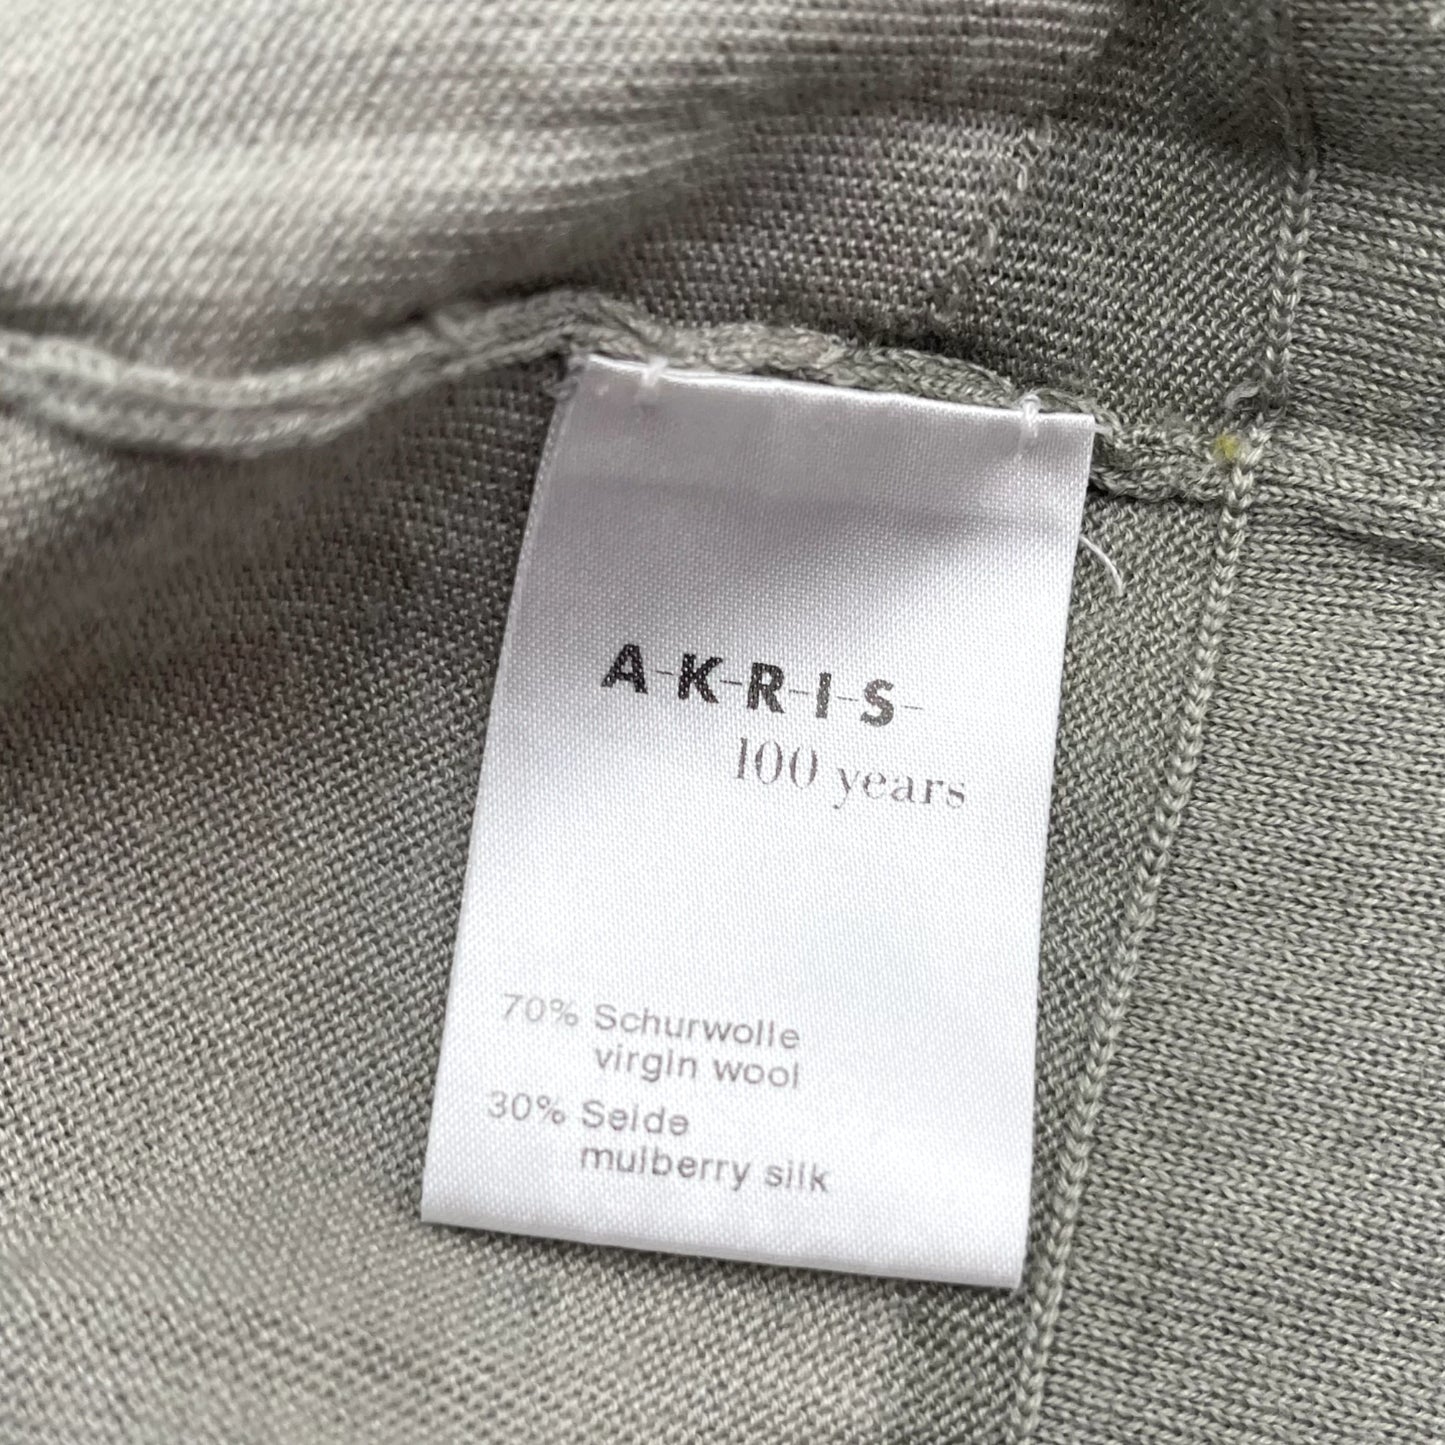 A-K-R-I-S-
100 years
70% Schurwolle
virgin wool
30% Seide
mulberry silk